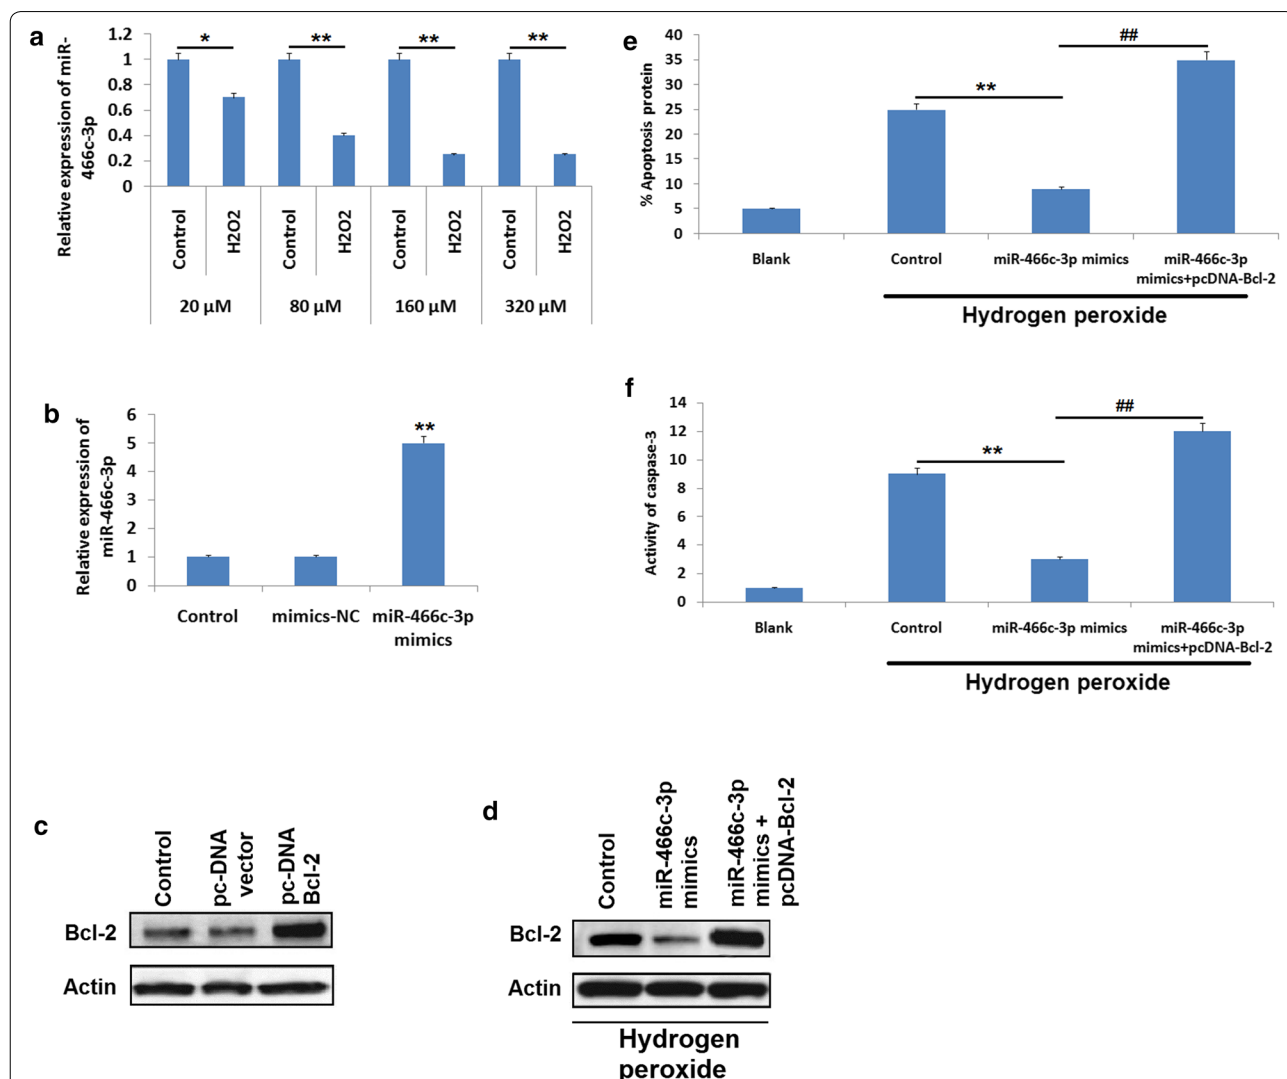 a
Relative expression of miR-
466c-3p
1.2
1
0.8
0.6
0.4
0.2
0
*
**
**
**
Control
H2O2
Control
H2O2
Control
H2O2
Control
H2O2
20 µM
80 µM
160 µM
320 µM
b
Relative expression of
miR-466c-3p
6
5
4
3
2
1
0
**
Control
mimics-NC
miR-466c-3p
mimics
c
Control
pc-DNA
vector
pc-DNA
Bcl-2
Bcl-2
Actin
d
Control
miR-466c-3p
mimics
miR-466c-3p
mimics +
pcDNA-Bcl-2
Bcl-2
Actin
Hydrogen
peroxide
e
% Apoptosis protein
40
35
30
25
20
15
10
5
0
**
##
Blank
Control
miR-466c-3p mimics
miR-466c-3p
mimics+pcDNA-Bcl-2
Hydrogen peroxide
f
Activity of caspase-3
14
12
10
8
6
4
2
0
**
##
Blank
Control
miR-466c-3p mimics
miR-466c-3p
mimics+pcDNA-Bcl-2
Hydrogen peroxide